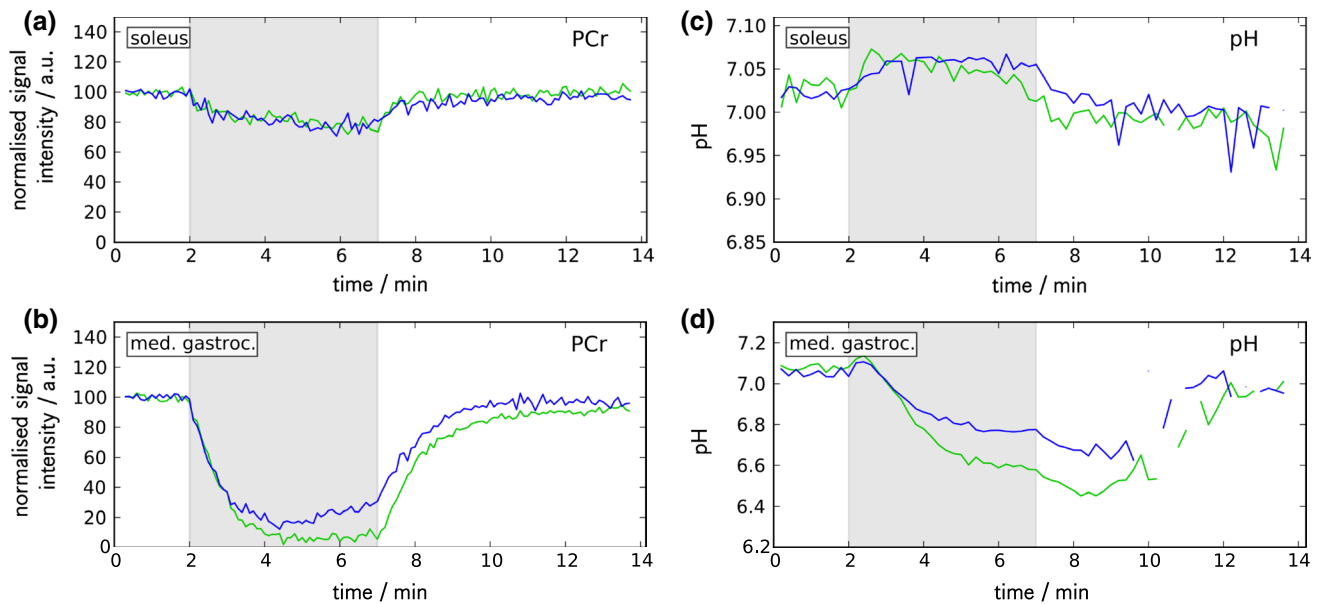 (a)
normalised signal
intensity / a.u.
140
120
100
80
60
40
20
0
soleus
PCr
0 2 4 6 8 10 12 14
time / min
(c)
pH
7.10
7.05
7.00
6.95
6.90
6.85
soleus
pH
0 2 4 6 8 10 12 14
time / min
(b)
normalised signal
intensity / a.u.
140
120
100
80
60
40
20
0
med. gastroc.
PCr
0 2 4 6 8 10 12 14
time / min
(d)
pH
7.2
7.0
6.8
6.6
6.4
6.2
med. gastroc.
pH
0 2 4 6 8 10 12 14
time / min